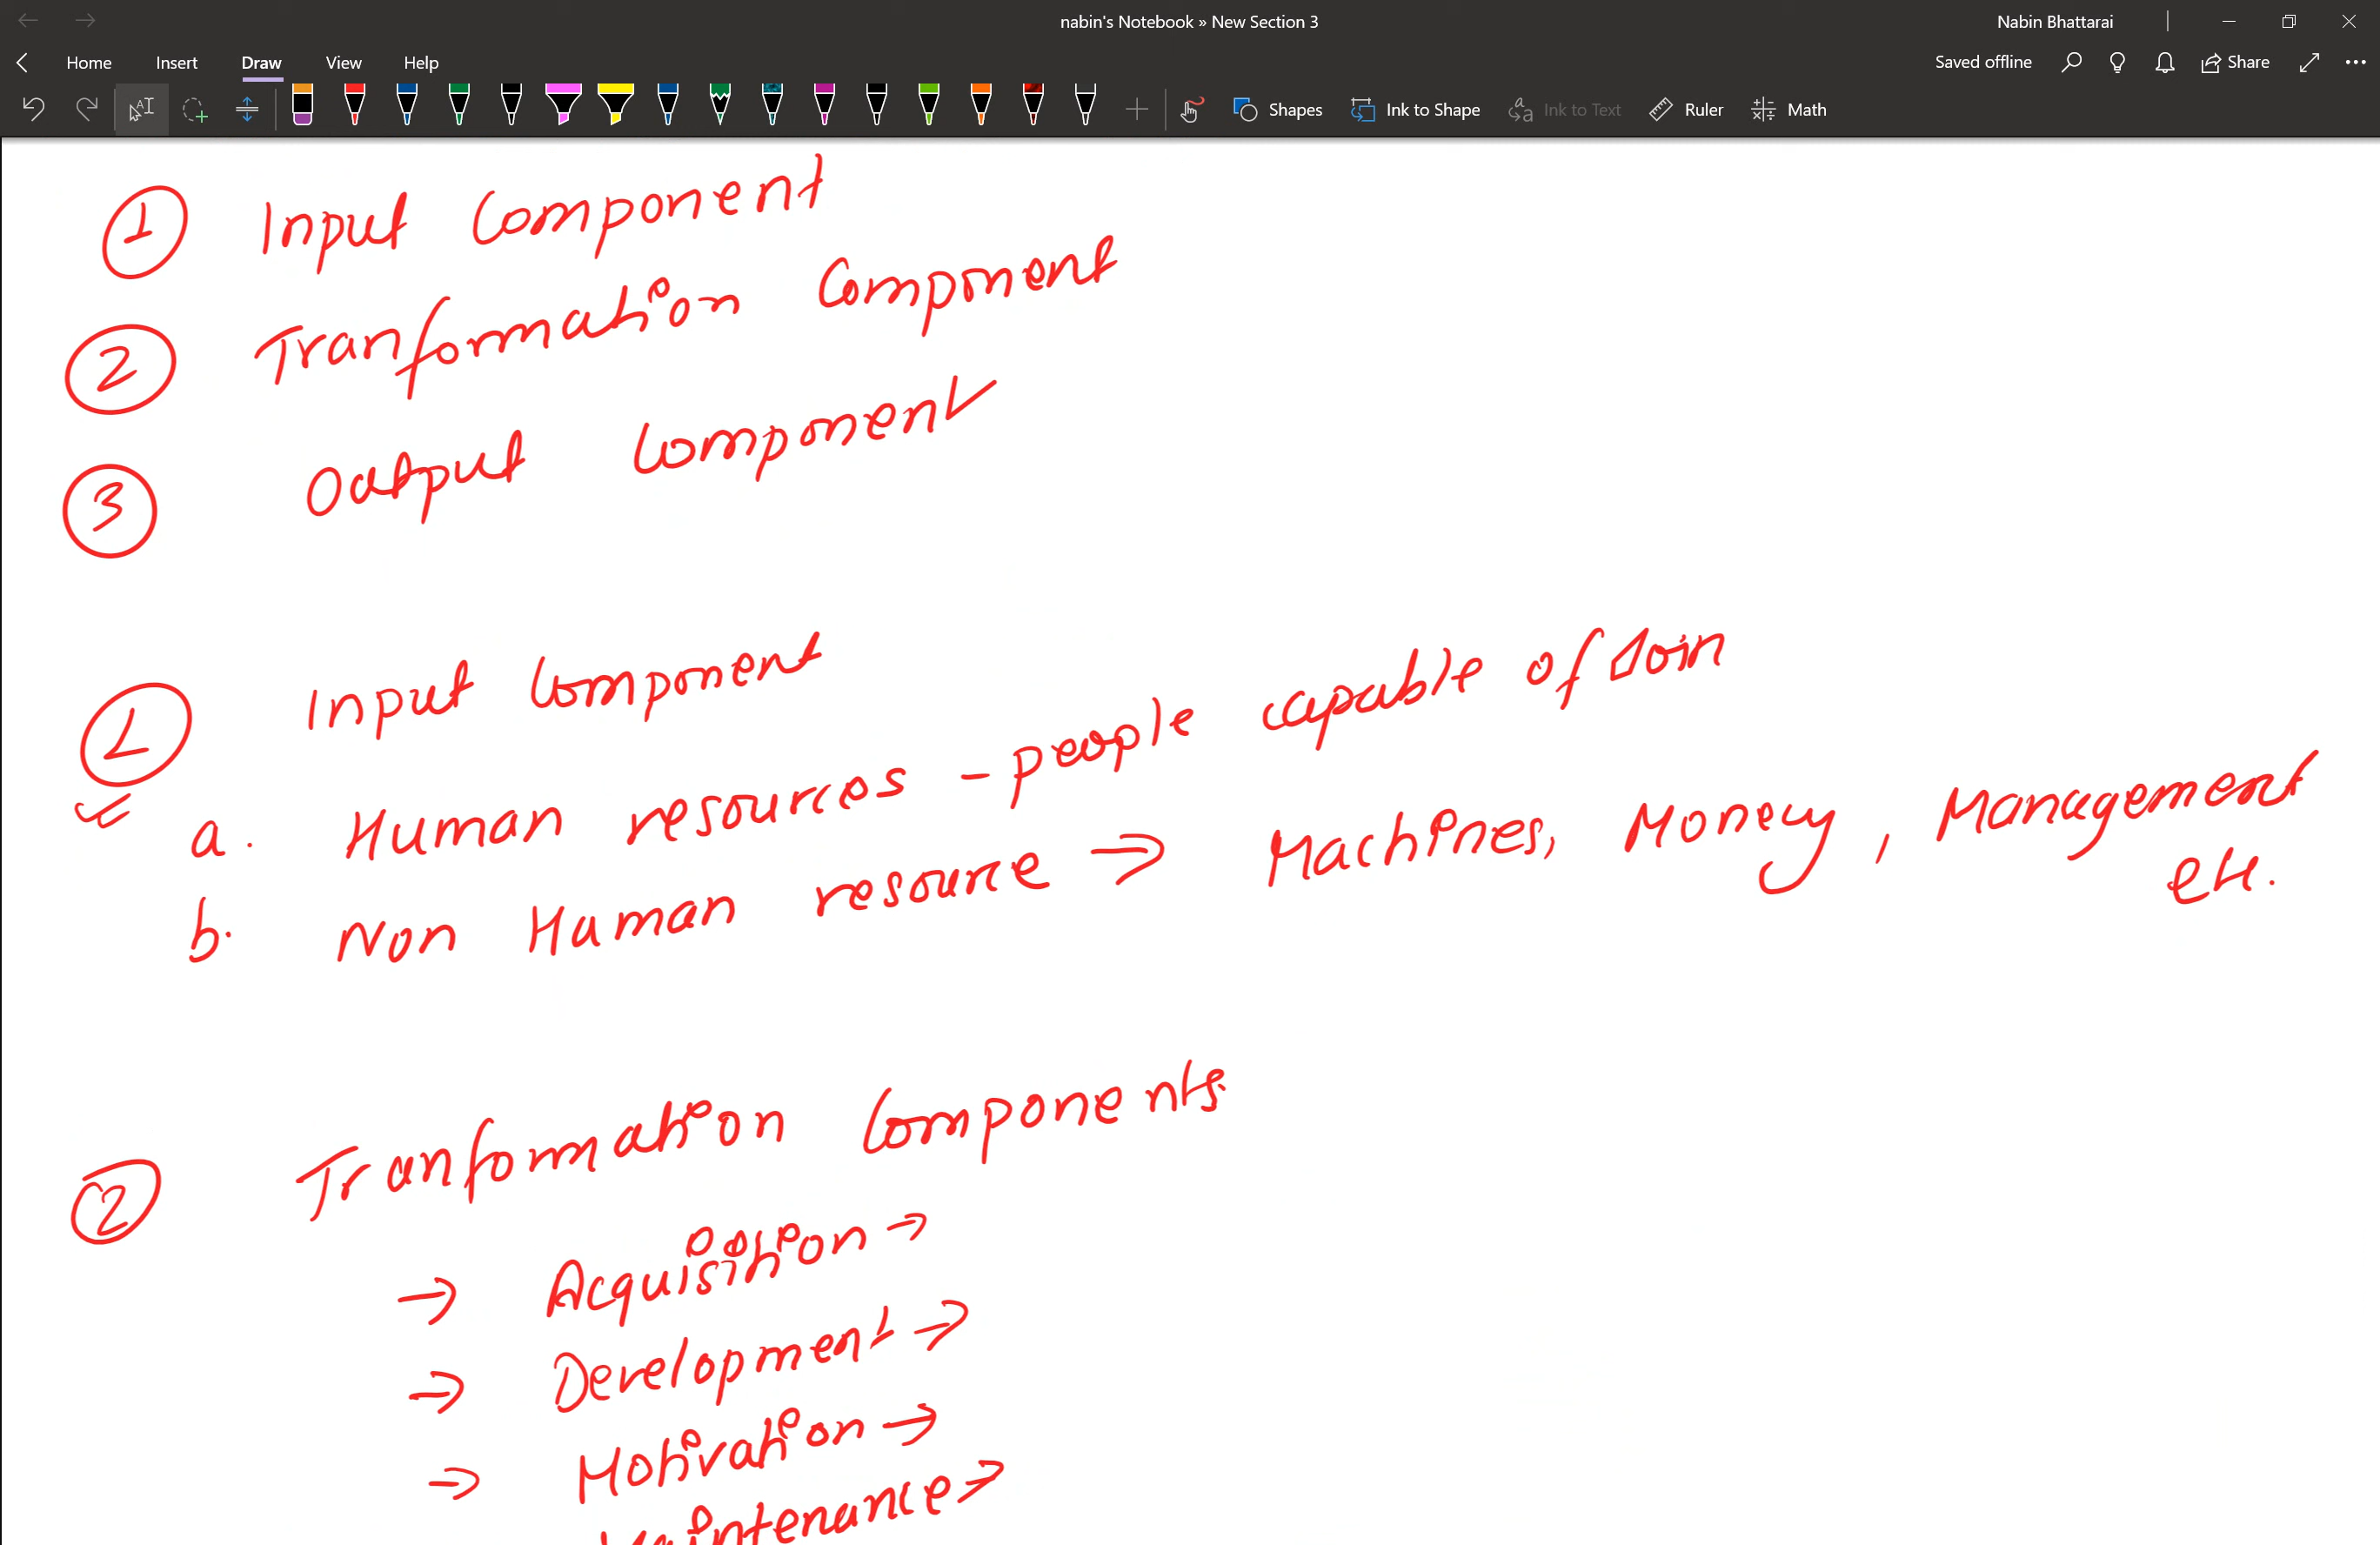 nabin's Notebook » New Section 3
Nabin Bhattarai
Home Insert Draw View Help
Saved offline Share
Shapes Ink to Shape Ink to Text Ruler Math
1 Input Component
2 Tranformation Component
3 Output Component
1 Input Component
a. Human resources - people capable of doin
b. Non Human resource ⇒ Machines, Money, Management
etc.
2 Tranformation Components
→ Acquisition →
→ Development →
→ Motivation →
Maintenance →